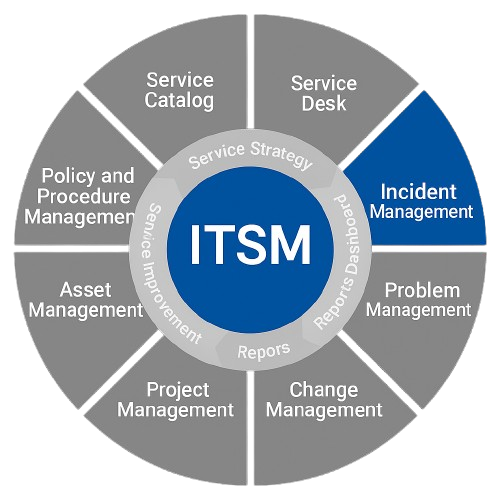 Service
Catalog
Service
Desk
Policy and
Procedure
Managemen
Incident
Management
Service Strategy
Service Improvement
ITSM
Reports Dasiboard
Repors
Asset
Management
Problem
Management
Project
Management
Change
Management